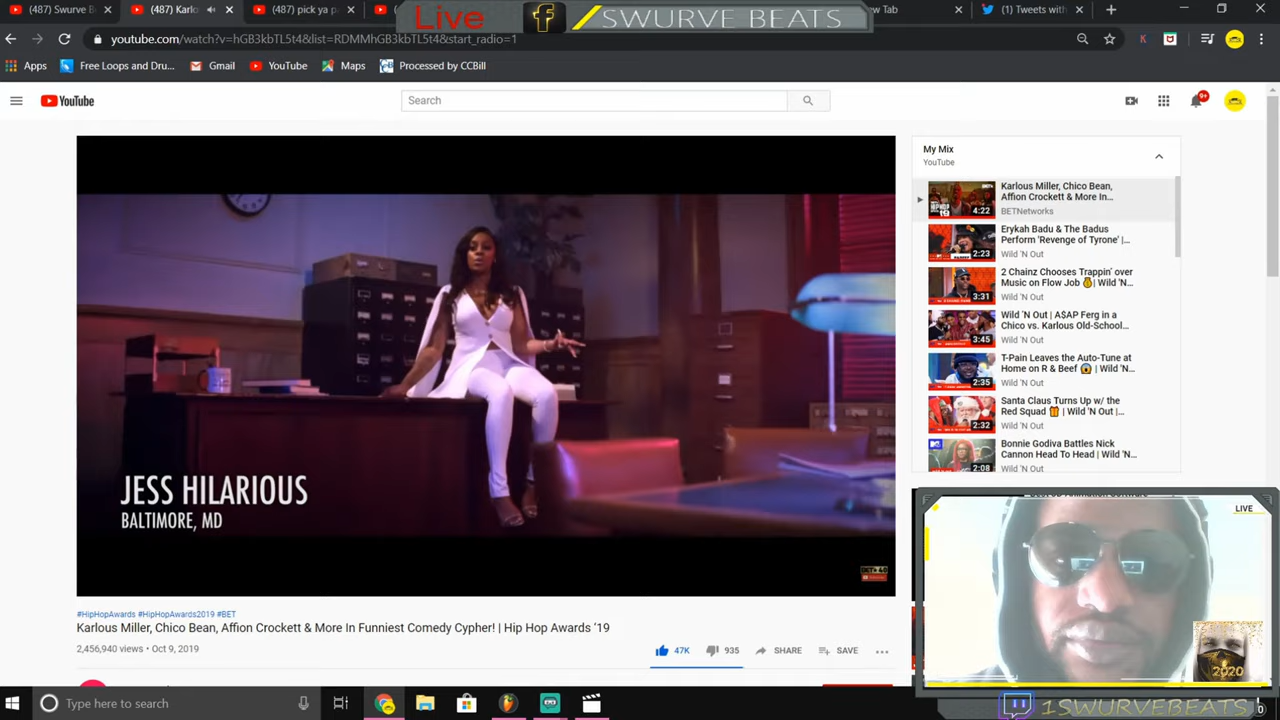 (487) Swurve B
(487) Karlo
(487) pick ya p
Live
SWURVE BEATS
ew Tab
(1) Tweets with
youtube.com/watch?v=hGB3kbTL5t4&list=RDMMhGB3kbTL5t4&start_radio=1
Apps
Free Loops and Dru...
Gmail
YouTube
Maps
Processed by CCBill
YouTube
Search
9+
My Mix
YouTube
Karlous Miller, Chico Bean,
Affion Crockett & More In...
BETNetworks
4:22
Erykah Badu & The Badus
Perform 'Revenge of Tyrone' |...
Wild 'N Out
2:23
2 Chainz Chooses Trappin' over
Music on Flow Job 💰| Wild 'N...
Wild 'N Out
3:31
Wild 'N Out | A$AP Ferg in a
Chico vs. Karlous Old-School...
Wild 'N Out
3:45
T-Pain Leaves the Auto-Tune at
Home on R & Beef 😱 | Wild 'N...
Wild 'N Out
2:35
Santa Claus Turns Up w/ the
Red Squad 🎁 | Wild 'N Out |...
Wild 'N Out
2:32
Bonnie Godiva Battles Nick
Cannon Head To Head | Wild 'N...
Wild 'N Out
2:08
JESS HILARIOUS
BALTIMORE, MD
#HipHopAwards #HipHopAwards2019 #BET
Karlous Miller, Chico Bean, Affion Crockett & More In Funniest Comedy Cypher! | Hip Hop Awards '19
2,456,940 views • Oct 9, 2019
47K
935
SHARE
SAVE
LIVE
2020
Type here to search
1SWURVEBEATS
0